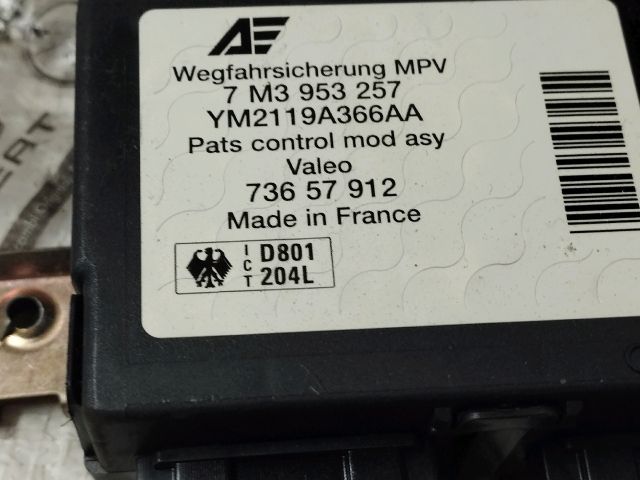 AE
Wegfahrsicherung MPV
7 M3 953 257
YM2119A366AA
Pats control mod asy
Valeo
736 57 912
Made in France
ICT
D801
204L